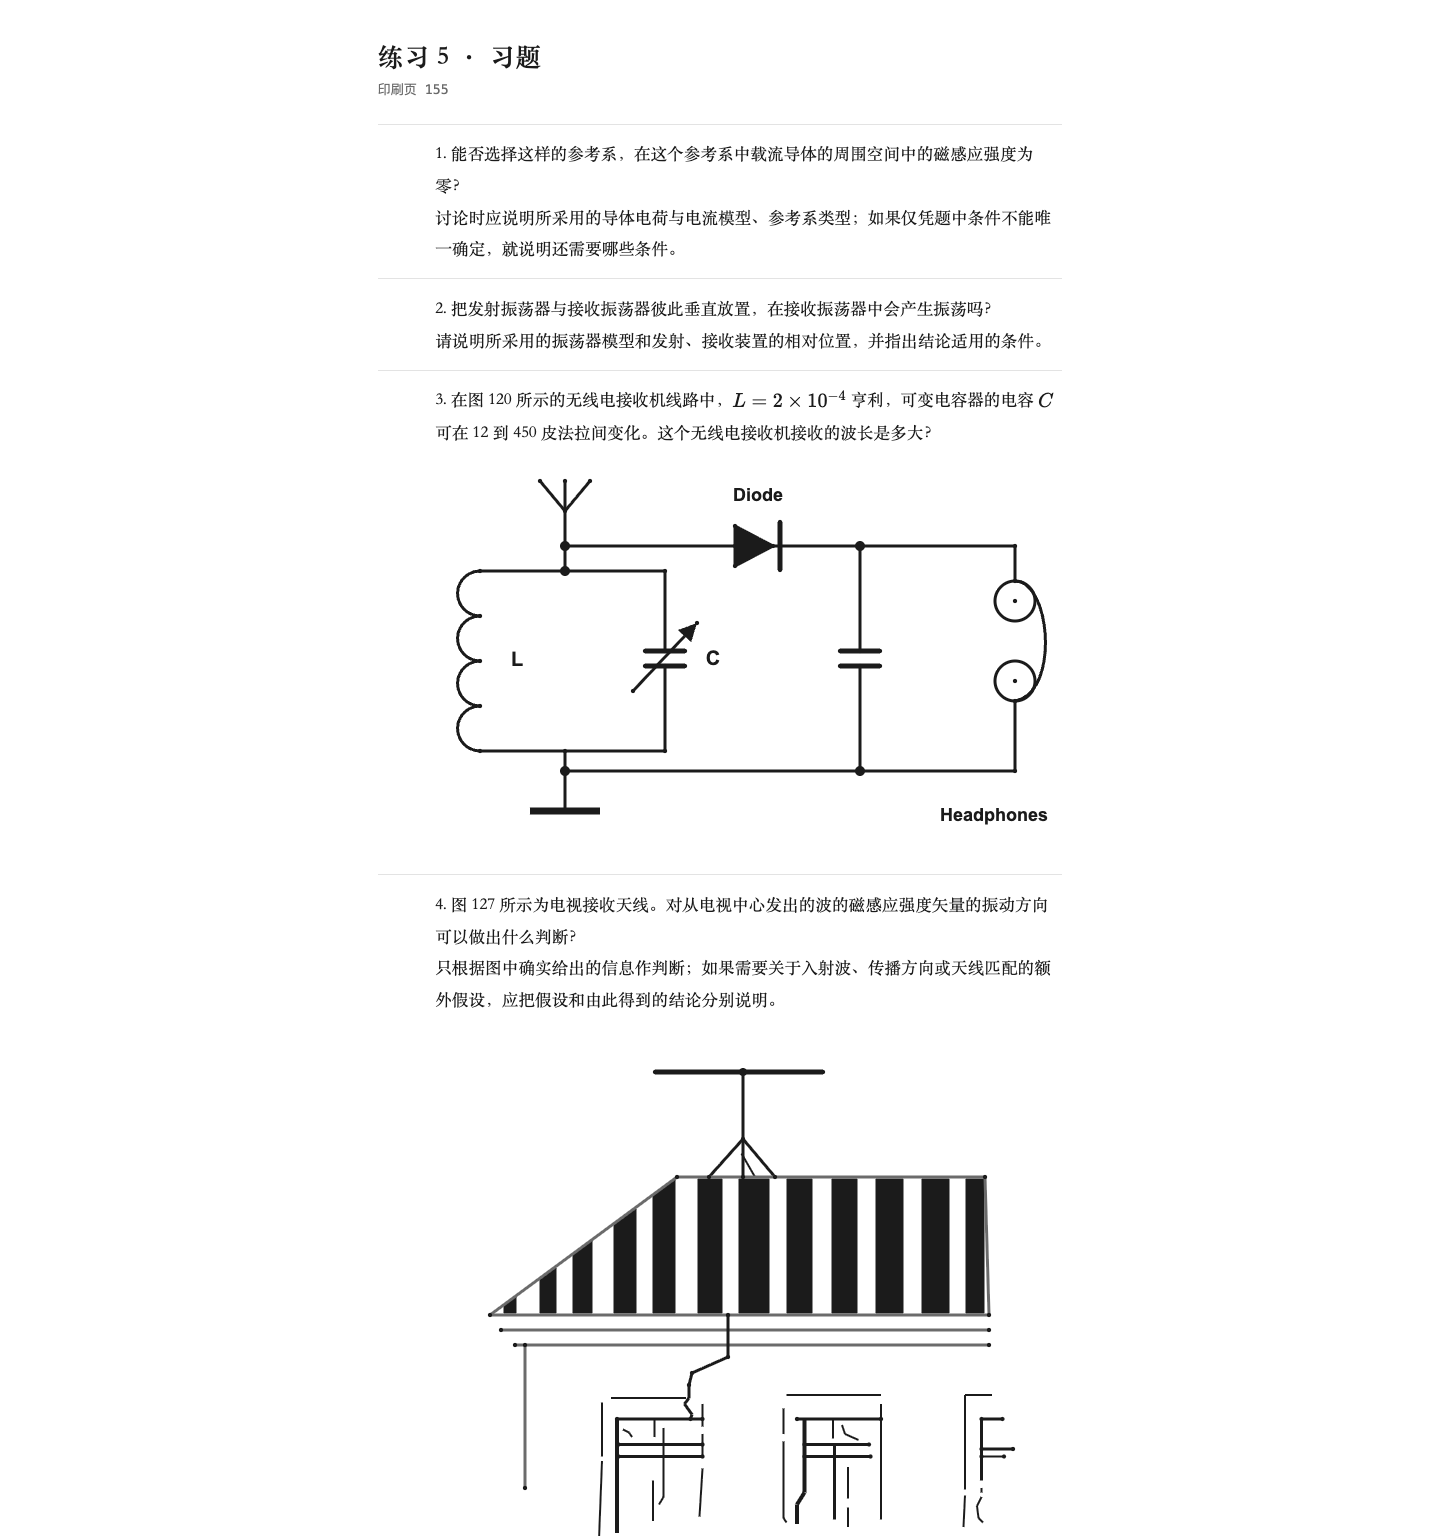 练习 5 · 习题
印刷页 155
1. 能否选择这样的参考系，在这个参考系中载流导体的周围空间中的磁感应强度为
零？
讨论时应说明所采用的导体电荷与电流模型、参考系类型；如果仅凭题中条件不能唯
一确定，就说明还需要哪些条件。
2. 把发射振荡器与接收振荡器彼此垂直放置，在接收振荡器中会产生振荡吗？
请说明所采用的振荡器模型和发射、接收装置的相对位置，并指出结论适用的条件。
3. 在图 120 所示的无线电接收机线路中，L = 2 × 10⁻⁴ 亨利，可变电容器的电容 C
可在 12 到 450 皮法拉间变化。这个无线电接收机接收的波长是多大？
Diode
L
C
Headphones
4. 图 127 所示为电视接收天线。对从电视中心发出的波的磁感应强度矢量的振动方向
可以做出什么判断？
只根据图中确实给出的信息作判断；如果需要关于入射波、传播方向或天线匹配的额
外假设，应把假设和由此得到的结论分别说明。